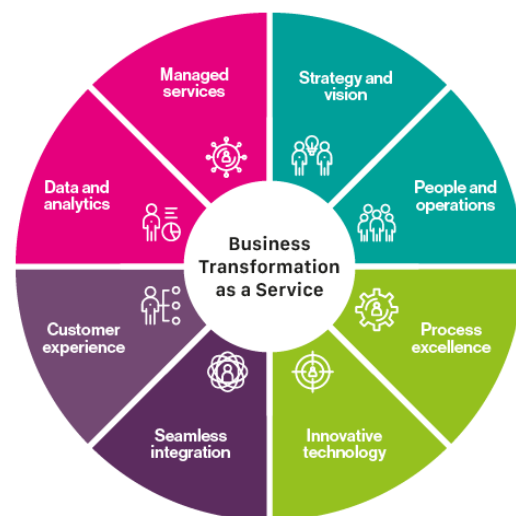 Managed
services
Strategy and
vision
Data and
analytics
People and
operations
Business
Transformation
as a Service
Customer
experience
Process
excellence
Seamless
integration
Innovative
technology